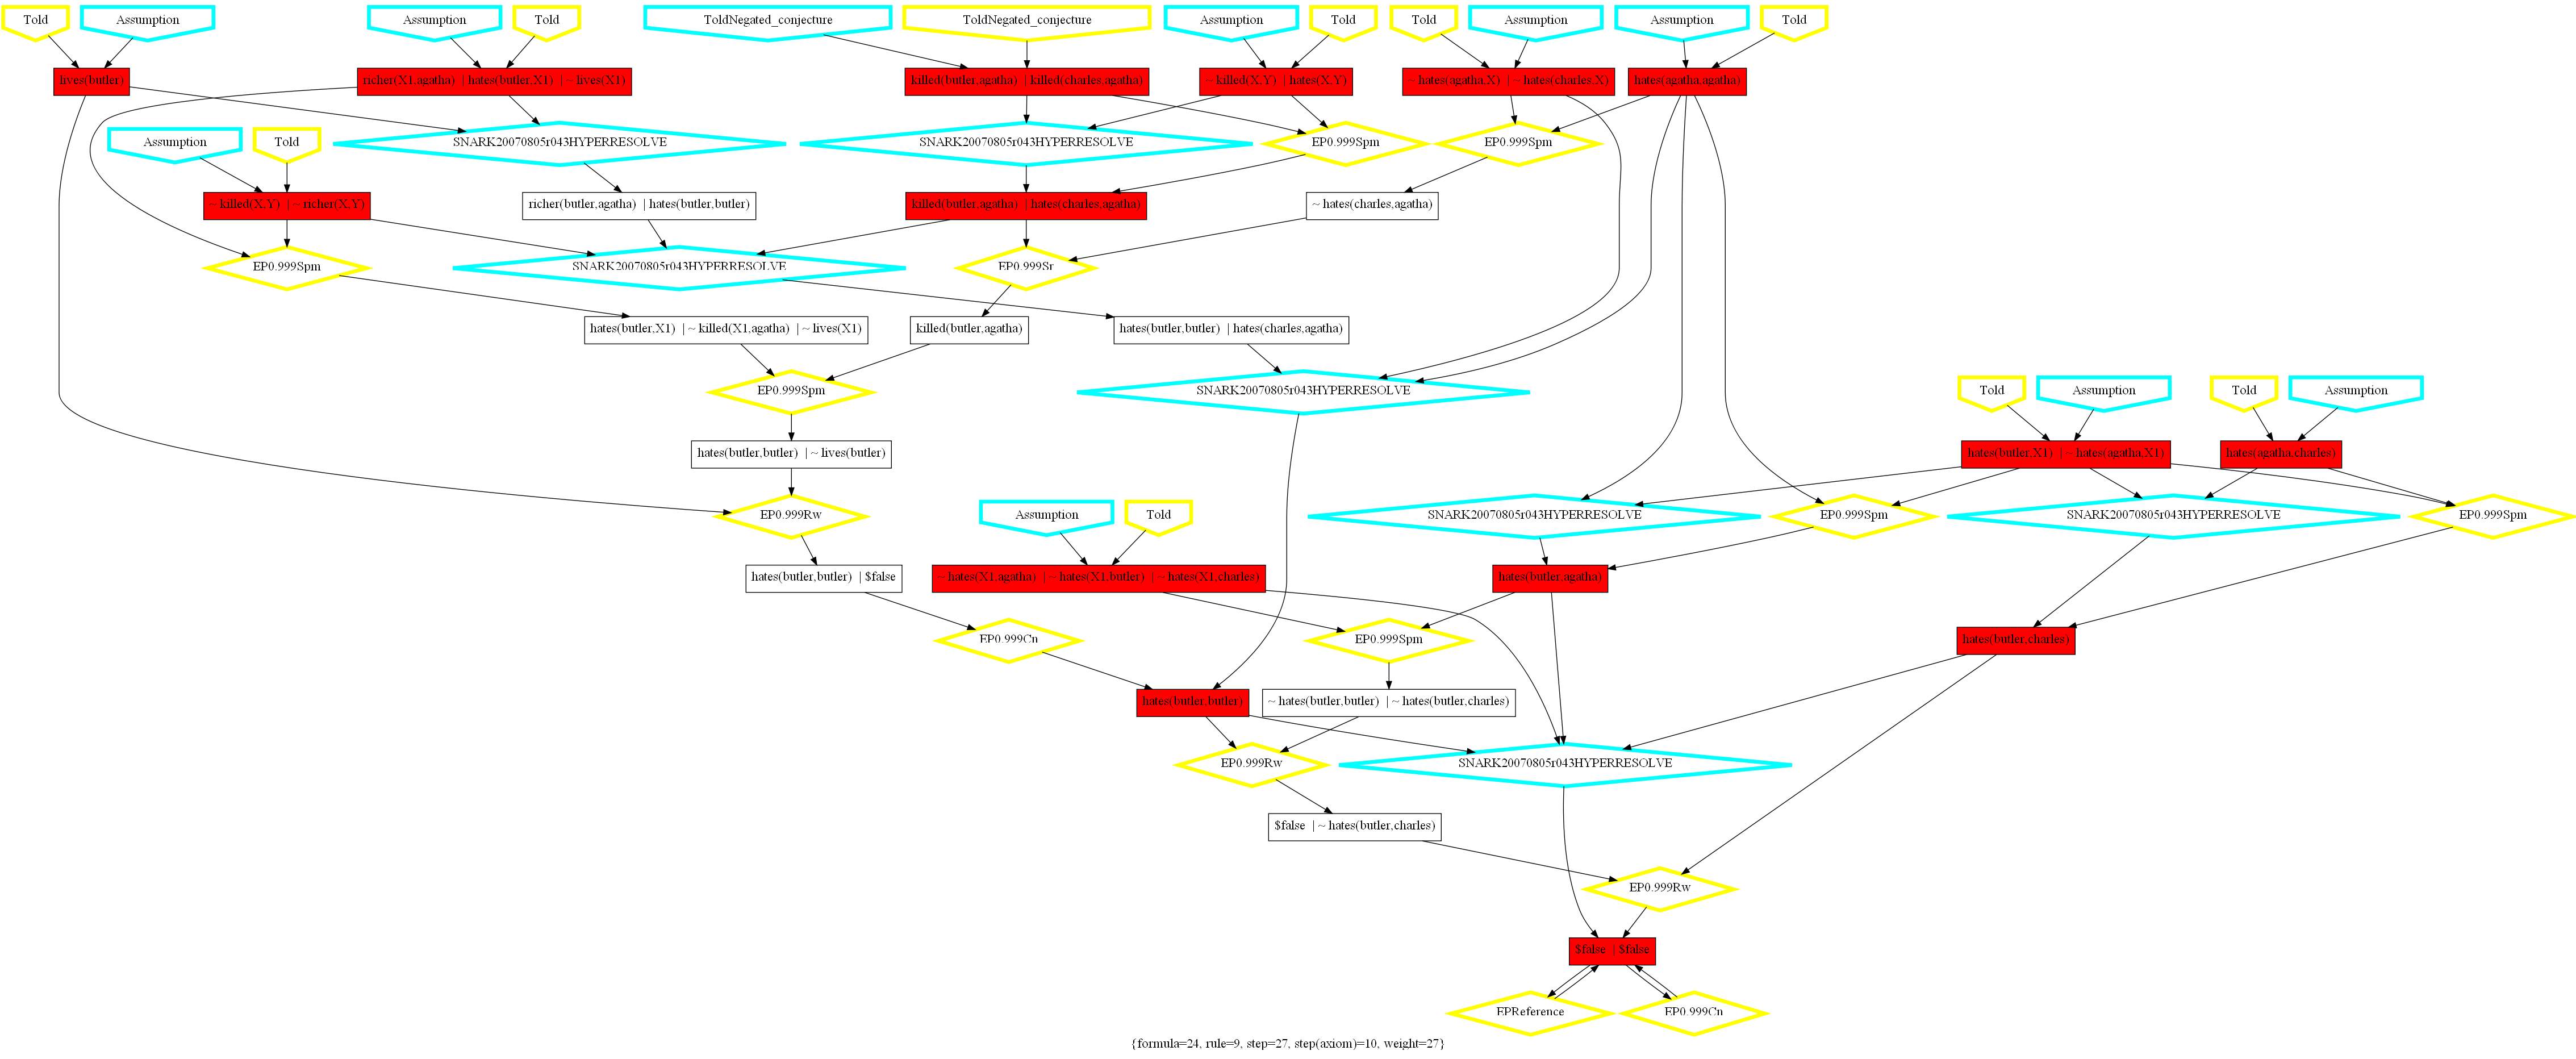 Told
Assumption
Assumption
Told
ToldNegated_conjecture
ToldNegated_conjecture
Assumption
Told
Told
Assumption
Assumption
Told
lives(butler)
richer(X1,agatha) | hates(butler,X1) | ~ lives(X1)
killed(butler,agatha) | killed(charles,agatha)
~ killed(X,Y) | hates(X,Y)
~ hates(agatha,X) | ~ hates(charles,X)
hates(agatha,agatha)
Assumption
Told
SNARK20070805r043HYPERRESOLVE
SNARK20070805r043HYPERRESOLVE
EP0.999Spm
EP0.999Spm
~ killed(X,Y) | ~ richer(X,Y)
richer(butler,agatha) | hates(butler,butler)
killed(butler,agatha) | hates(charles,agatha)
~ hates(charles,agatha)
EP0.999Spm
SNARK20070805r043HYPERRESOLVE
EP0.999Sr
hates(butler,X1) | ~ killed(X1,agatha) | ~ lives(X1)
killed(butler,agatha)
hates(butler,butler) | hates(charles,agatha)
EP0.999Spm
SNARK20070805r043HYPERRESOLVE
Told
Assumption
Told
Assumption
hates(butler,butler) | ~ lives(butler)
hates(butler,X1) | ~ hates(agatha,X1)
hates(agatha,charles)
EP0.999Rw
Assumption
Told
SNARK20070805r043HYPERRESOLVE
EP0.999Spm
SNARK20070805r043HYPERRESOLVE
EP0.999Spm
hates(butler,butler) | $false
~ hates(X1,agatha) | ~ hates(X1,butler) | ~ hates(X1,charles)
hates(butler,agatha)
EP0.999Cn
EP0.999Spm
hates(butler,charles)
hates(butler,butler)
~ hates(butler,butler) | ~ hates(butler,charles)
EP0.999Rw
SNARK20070805r043HYPERRESOLVE
$false | ~ hates(butler,charles)
EP0.999Rw
$false | $false
EPReference
EP0.999Cn
{formula=24, rule=9, step=27, step(axiom)=10, weight=27}